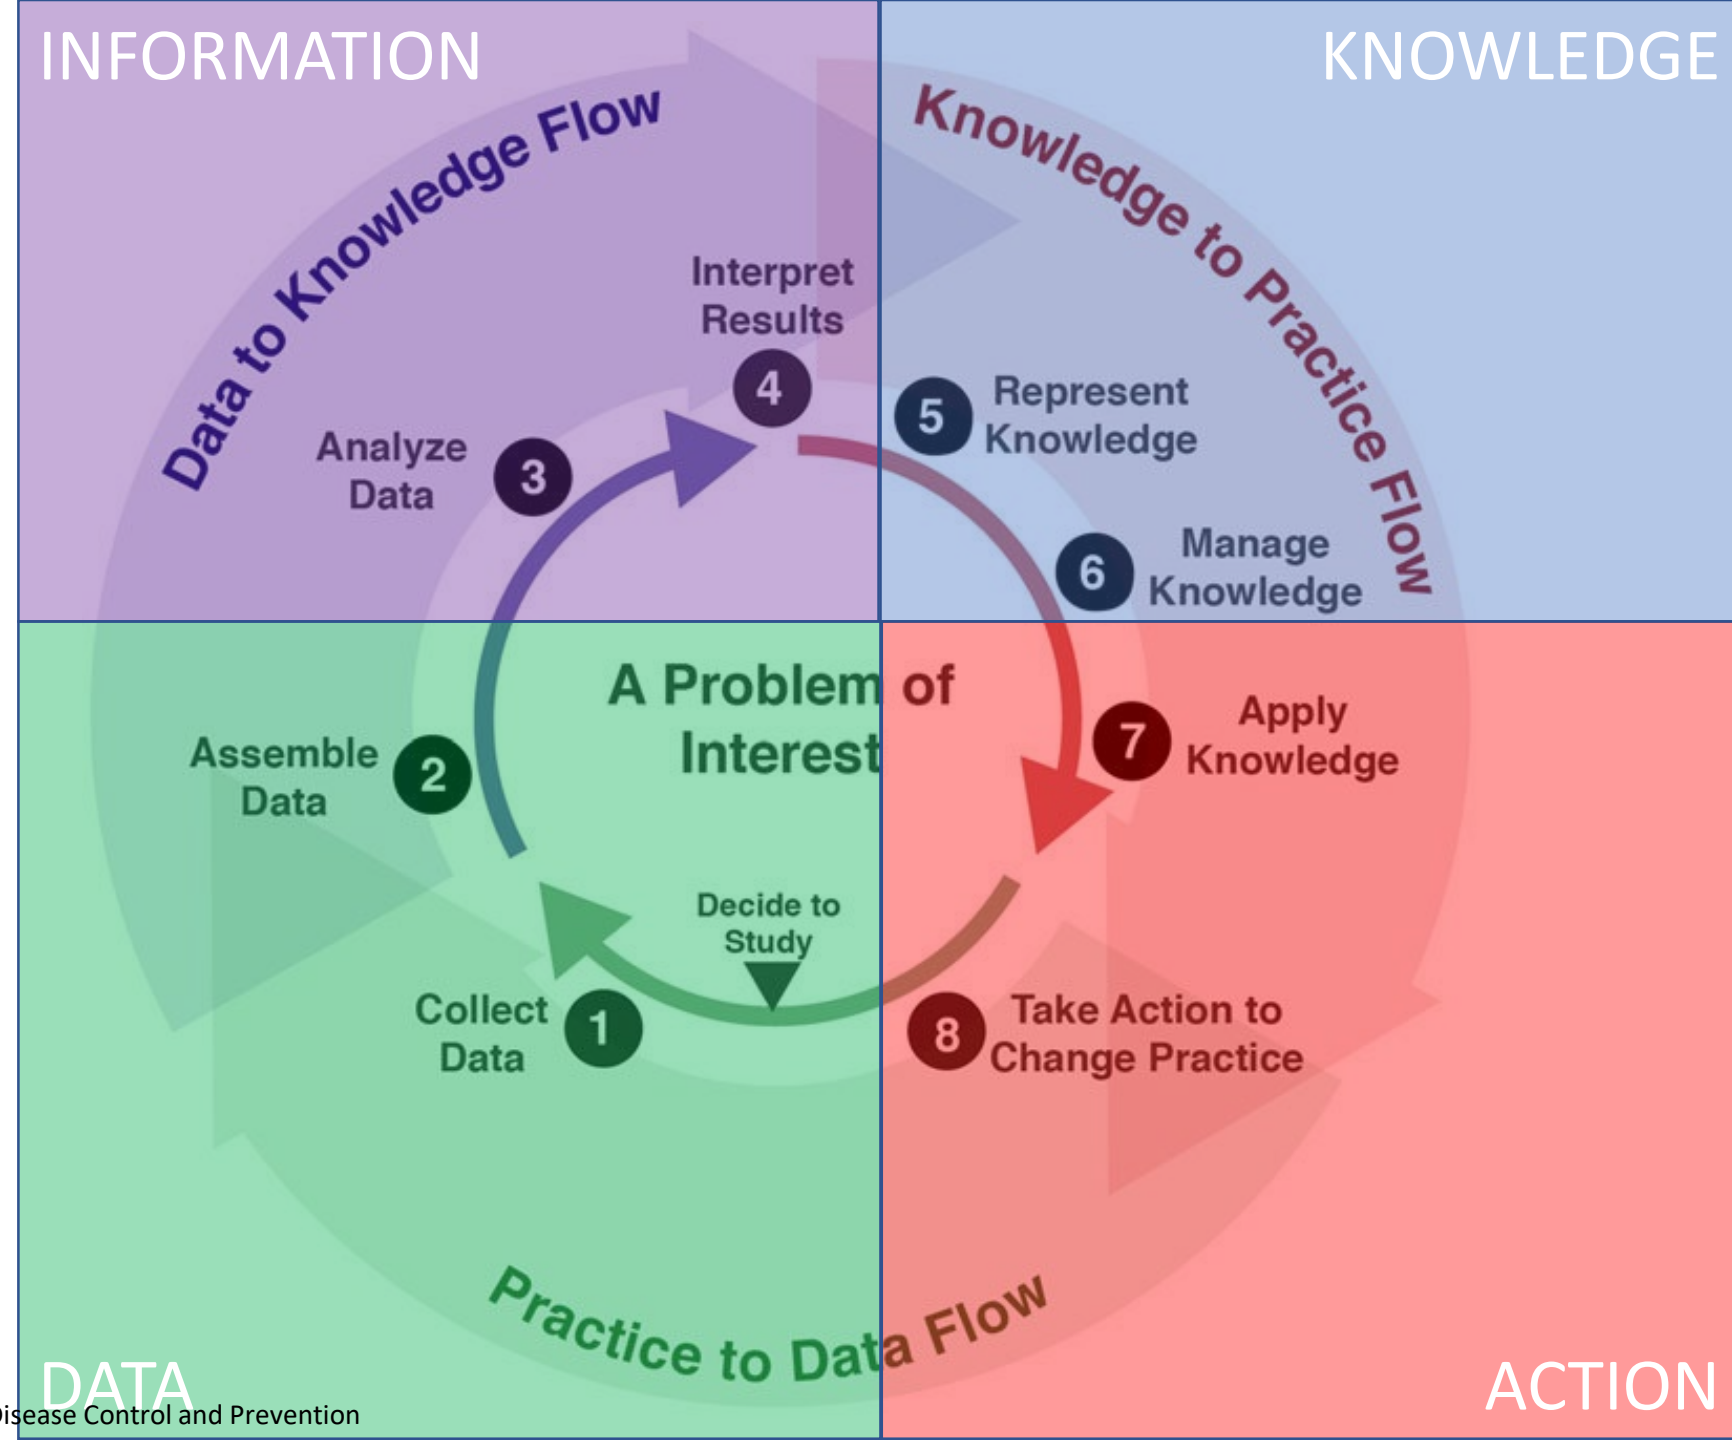 INFORMATION
KNOWLEDGE
Data to Knowledge Flow
Knowledge to Practice Flow
Interpret
Results
4
5
Represent
Knowledge
Analyze
Data
3
6
Manage
Knowledge
A Problem of
Interest
7
Apply
Knowledge
Assemble
Data
2
Decide to
Study
Collect
Data
1
8
Take Action to
Change Practice
Practice to Data Flow
DATA
ACTION
Disease Control and Prevention